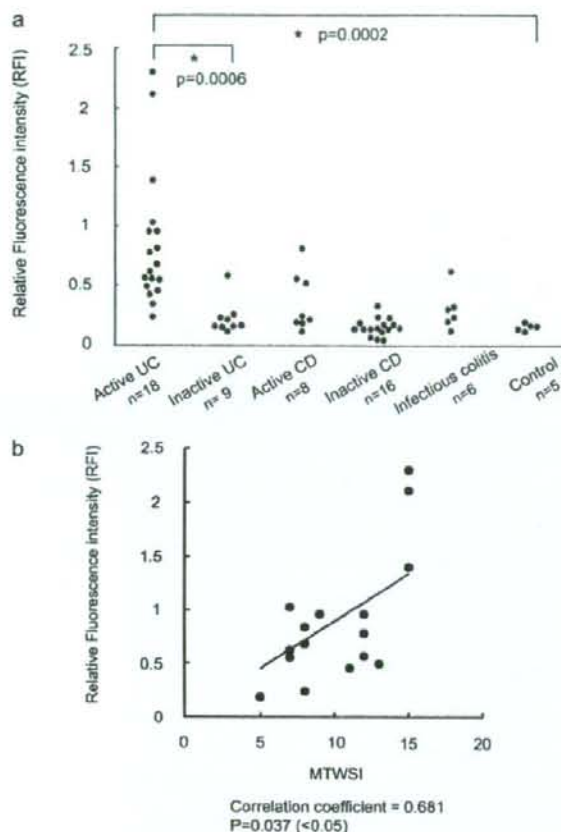 a
* p=0.0002
*
p=0.0006
Relative Fluorescence intensity (RFI)
2.5
2
1.5
1
0.5
0
Active UC
n=18
Inactive UC
n= 9
Active CD
n=8
Inactive CD
n=16
Infectious colitis
n=6
Control
n=5
b
Relative Fluorescence intensity (RFI)
2.5
2
1.5
1
0.5
0
0 5 10 15 20
MTWSI
Correlation coefficient = 0.681
P=0.037 (<0.05)